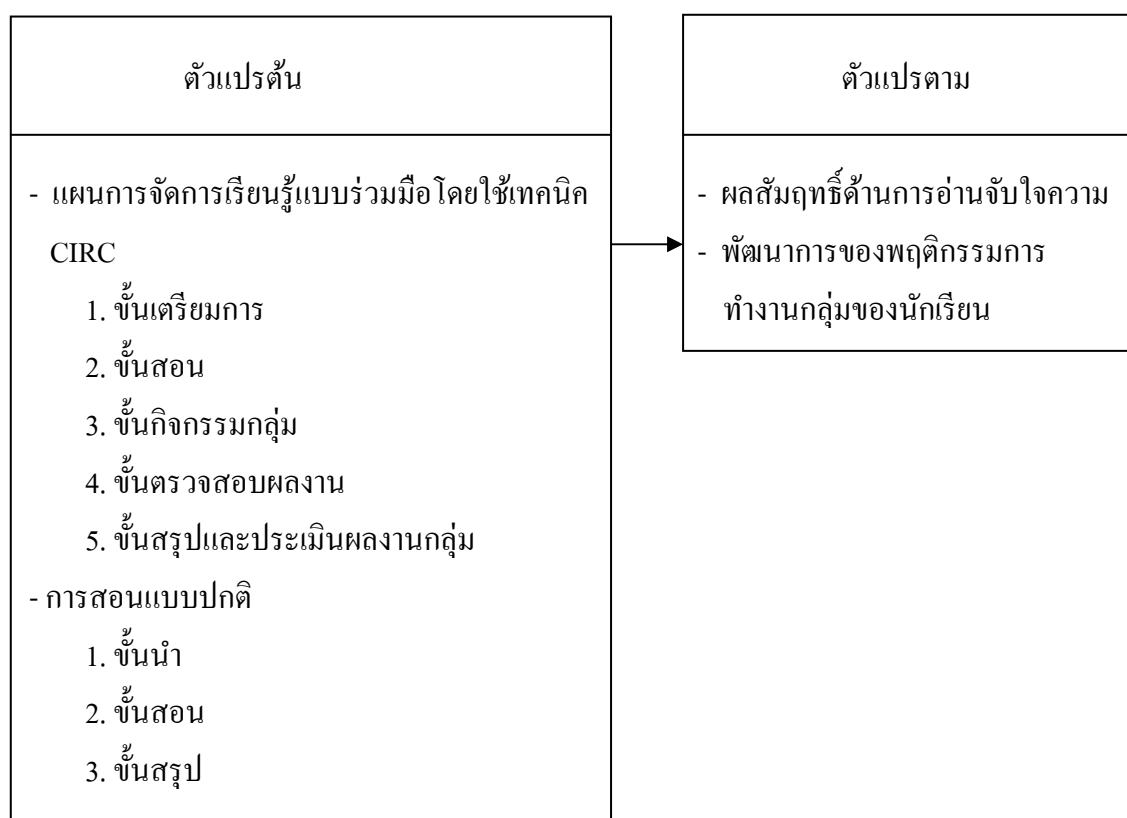 ตัวแปรต้น
- แผนการจัดการเรียนรู้แบบร่วมมือโดยใช้เทคนิค
CIRC
1. ขั้นเตรียมการ
2. ขั้นสอน
3. ขั้นกิจกรรมกลุ่ม
4. ขั้นตรวจสอบผลงาน
5. ขั้นสรุปและประเมินผลงานกลุ่ม
- การสอนแบบปกติ
1. ขั้นนำ
2. ขั้นสอน
3. ขั้นสรุป
ตัวแปรตาม
- ผลสัมฤทธิ์ด้านการอ่านจับใจความ
- พัฒนาการของพฤติกรรมการ
ทำงานกลุ่มของนักเรียน